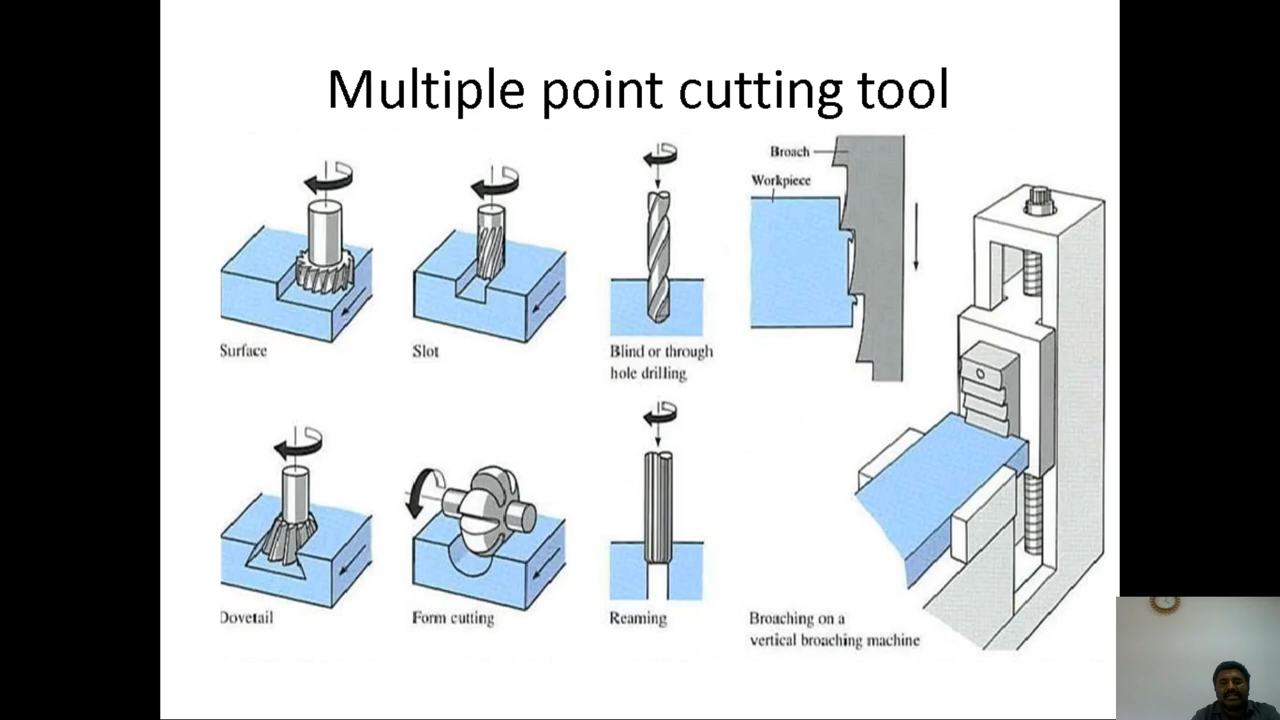 Multiple point cutting tool
Broach
Workpiece
Surface
Slot
Blind or through
hole drilling
Dovetail
Form cutting
Reaming
Broaching on a
vertical broaching machine